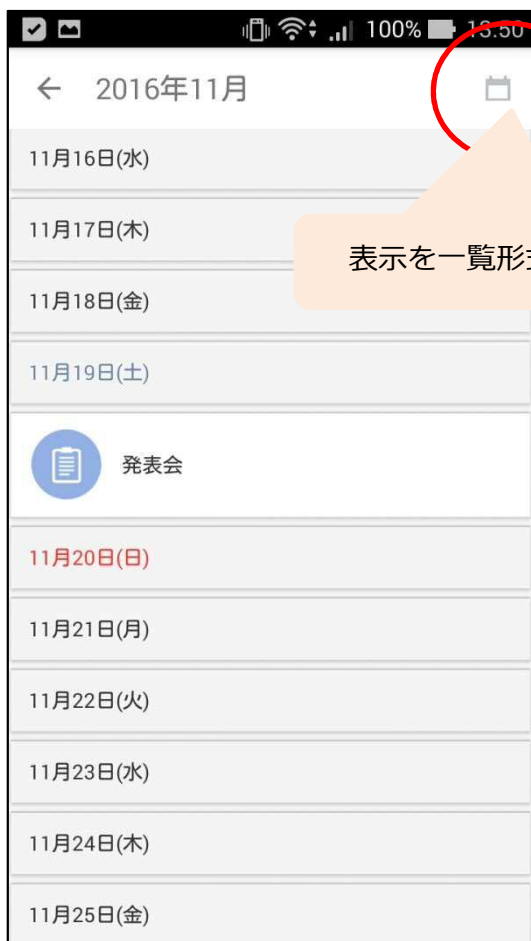 100% 13:50
2016年11月
11月16日(水)
11月17日(木)
表示を一覧形
11月18日(金)
11月19日(土)
発表会
11月20日(日)
11月21日(月)
11月22日(火)
11月23日(水)
11月24日(木)
11月25日(金)